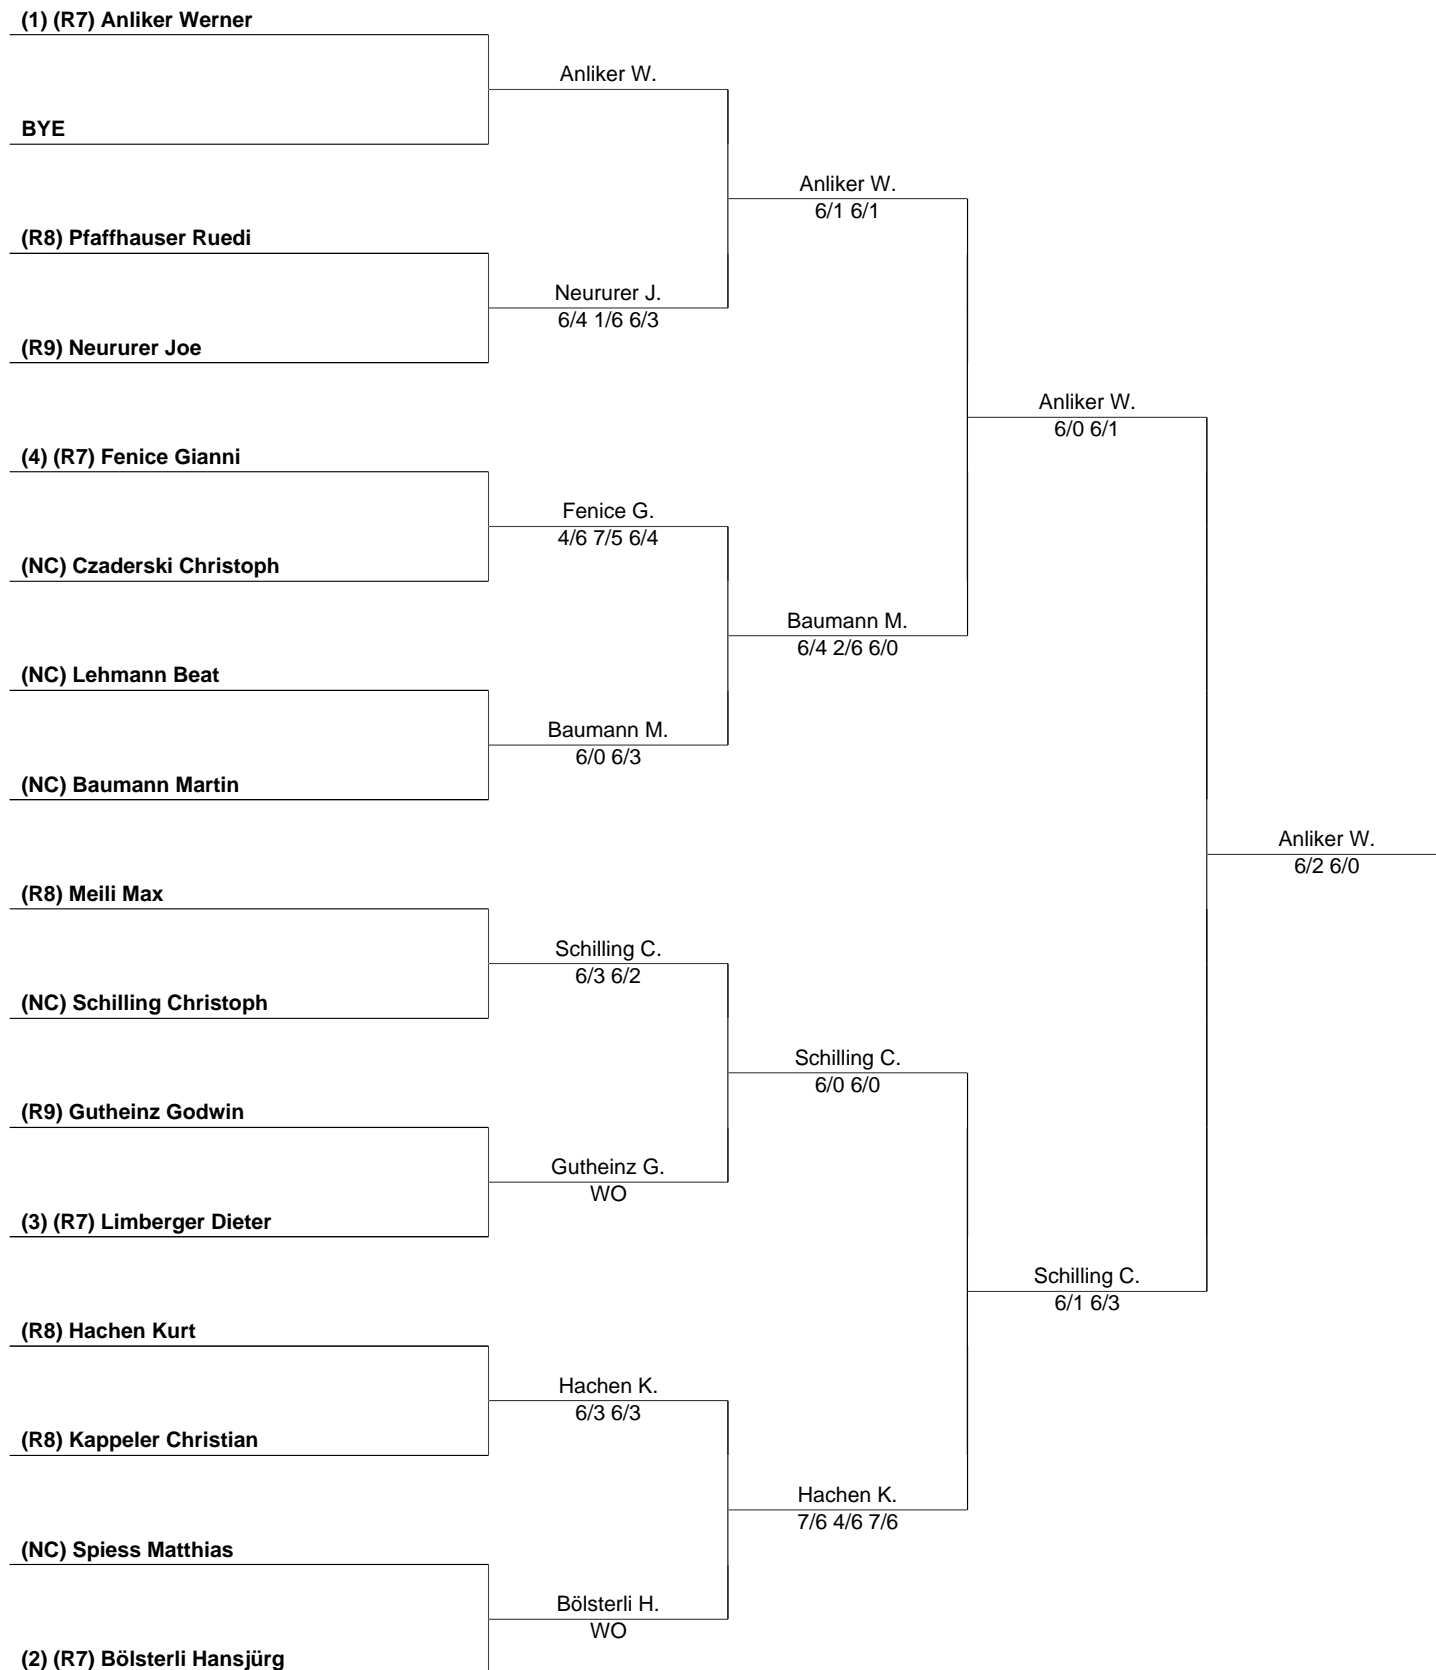 (1) (R7) Anliker Werner
Anliker W.
BYE
Anliker W.
6/1 6/1
(R8) Pfaffhauser Ruedi
Neururer J.
6/4 1/6 6/3
(R9) Neururer Joe
Anliker W.
6/0 6/1
(4) (R7) Fenice Gianni
Fenice G.
4/6 7/5 6/4
(NC) Czaderski Christoph
Baumann M.
6/4 2/6 6/0
(NC) Lehmann Beat
Baumann M.
6/0 6/3
(NC) Baumann Martin
Anliker W.
6/2 6/0
(R8) Meili Max
Schilling C.
6/3 6/2
(NC) Schilling Christoph
Schilling C.
6/0 6/0
(R9) Gutheinz Godwin
Gutheinz G.
WO
(3) (R7) Limberger Dieter
Schilling C.
6/1 6/3
(R8) Hachen Kurt
Hachen K.
6/3 6/3
(R8) Kappeler Christian
Hachen K.
7/6 4/6 7/6
(NC) Spiess Matthias
Bölsterli H.
WO
(2) (R7) Bölsterli Hansjürg